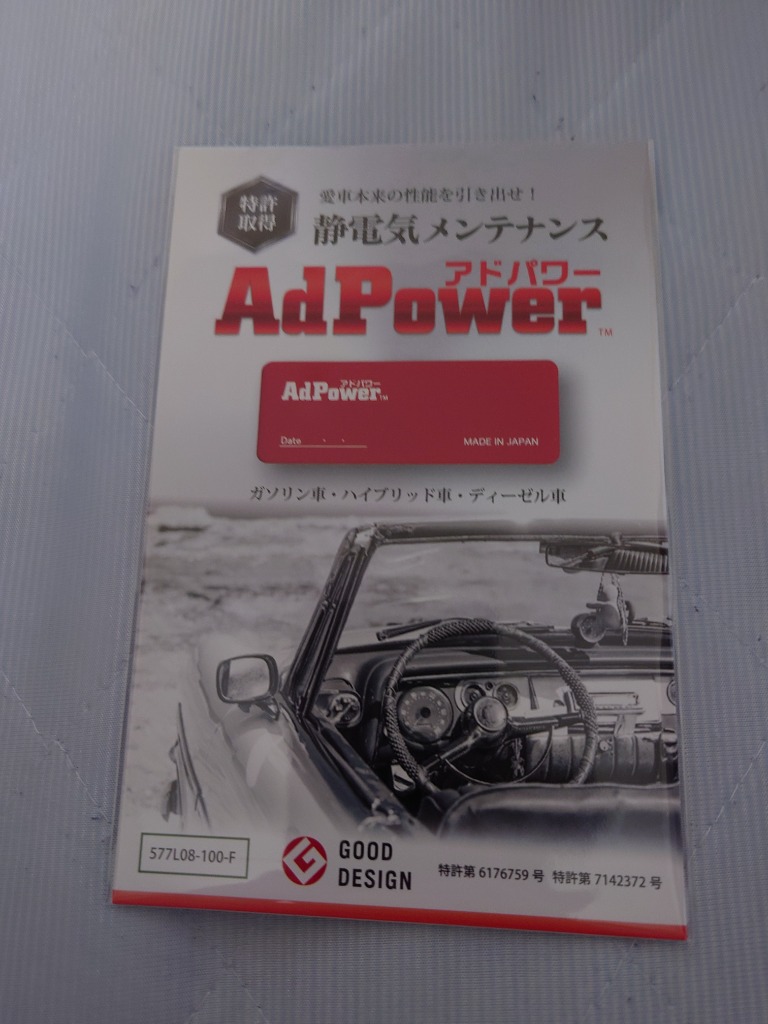 特許
取得
愛車本来の性能を引き出せ！
静電気メンテナンス
アドパワー
AdPower TM
アドパワー
AdPower TM
Date ・ ・
MADE IN JAPAN
ガソリン車・ハイブリッド車・ディーゼル車
577L08-100-F
GOOD
DESIGN
特許第 6176759 号 特許第 7142372 号